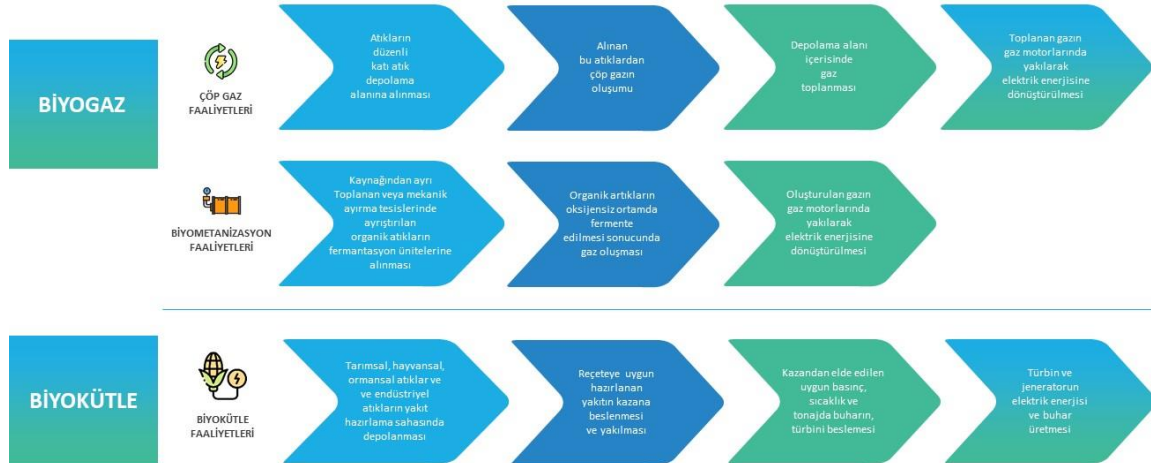 BİYOGAZ
ÇÖP GAZ
FAALİYETLERİ
Atıkların
düzenli
katı atık
depolama
alanına alınması
Alınan
bu atıklardan
çöp gazın
oluşumu
Depolama alanı
içerisinde
gaz
toplanması
Toplanan gazın
gaz motorlarında
yakılarak
elektrik enerjisine
dönüştürülmesi
BİYOMETANİZASYON
FAALİYETLERİ
Kaynağından ayrı
Toplanan veya mekanik
ayırma tesislerinde
ayrıştırılan
organik atıkların
fermantasyon ünitelerine
alınması
Organik artıkların
oksijensiz ortamda
fermente
edilmesi sonucunda
gaz oluşması
Oluşturulan gazın
gaz motorlarında
yakılarak
elektrik enerjisine
dönüştürülmesi
BİYOKÜTLE
BİYOKÜTLE
FAALİYETLERİ
Tarımsal, hayvansal,
ormansal atıklar ve
ve endüstriyel
atıkların yakıt
hazırlama sahasında
depolanması
Reçeteye uygun
hazırlanan
yakıtın kazana
beslenmesi
ve yakılması
Kazandan elde edilen
uygun basınç,
sıcaklık ve
tonajda buharın,
türbini beslemesi
Türbin ve
jeneratorun
elektrik enerjisi
ve buhar
üretmesi